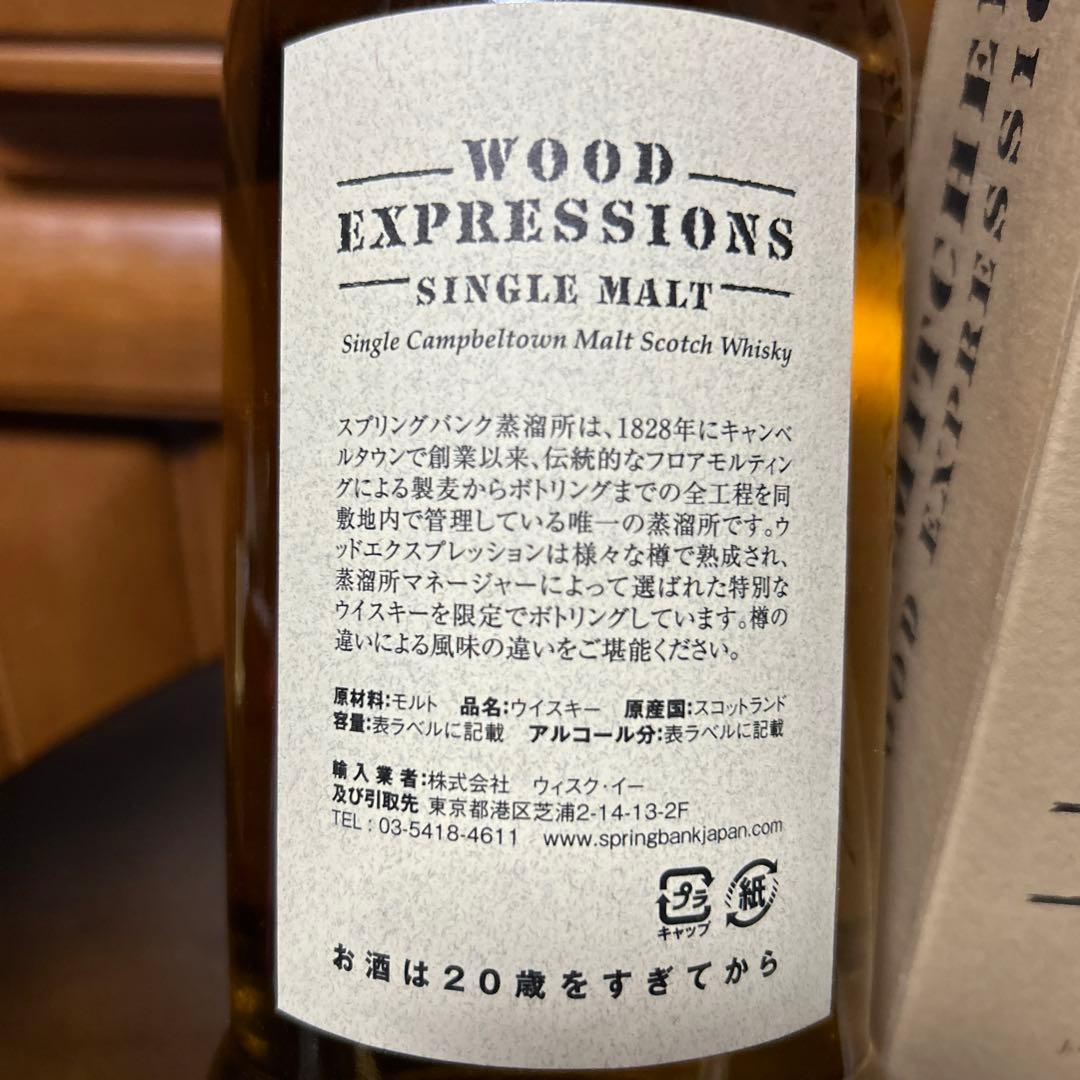 WOOD
EXPRESSIONS
SINGLE MALT
Single Campbeltown Malt Scotch Whisky
スプリングバンク蒸溜所は、1828年にキャンベ
ルタウンで創業以来、伝統的なフロアモルティン
グによる製麦からボトリングまでの全工程を同
敷地内で管理している唯一の蒸溜所です。ウ
ッドエクスプレッションは様々な樽で熟成され、
蒸溜所マネージャーによって選ばれた特別な
ウイスキーを限定でボトリングしています。樽の
違いによる風味の違いをご堪能ください。
原材料:モルト 品名:ウイスキー 原産国:スコットランド
容量:表ラベルに記載 アルコール分:表ラベルに記載
輸入業者:株式会社 ウィスク・イー
及び引取先 東京都港区芝浦2-14-13-2F
TEL : 03-5418-4611 www.springbankjapan.com
プラ 紙
キャップ
お酒は20歳をすぎてから